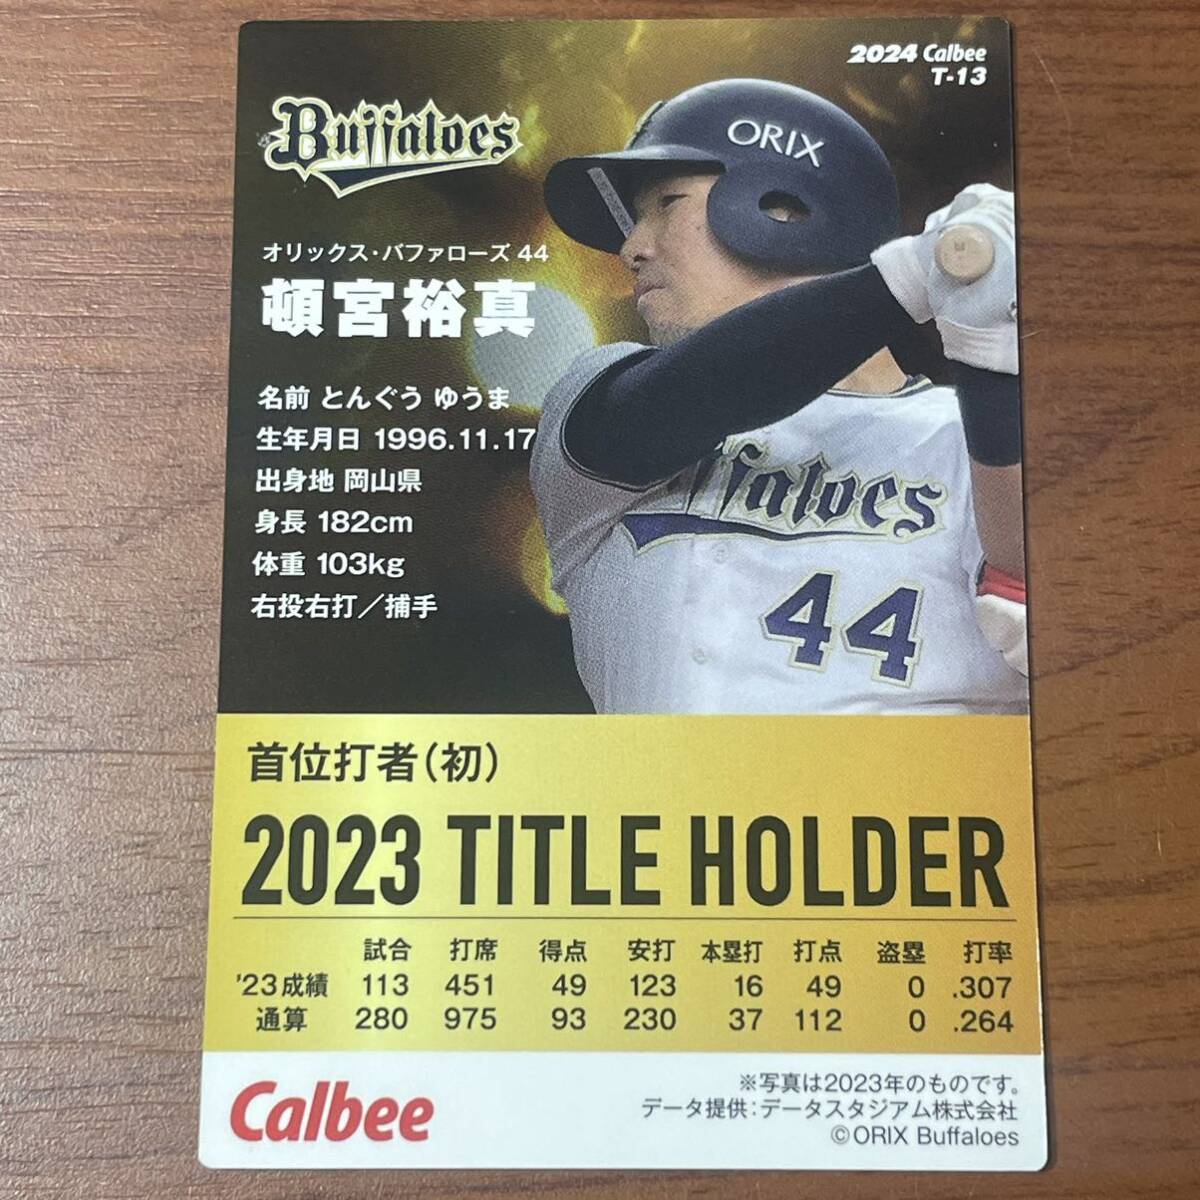 2024 Calbee
T-13
Buffaloes
ORIX
オリックス・バファローズ 44
頓宮裕真
名前 とんぐう ゆうま
生年月日 1996.11.17
出身地 岡山県
身長 182cm
体重 103kg
右投右打／捕手
ffaloes
44
首位打者(初)
2023 TITLE HOLDER
試合 打席 得点 安打 本塁打 打点 盗塁 打率
'23成績 113 451 49 123 16 49 0 .307
通算 280 975 93 230 37 112 0 .264
Calbee
※写真は2023年のものです。
データ提供：データスタジアム株式会社
©ORIX Buffaloes